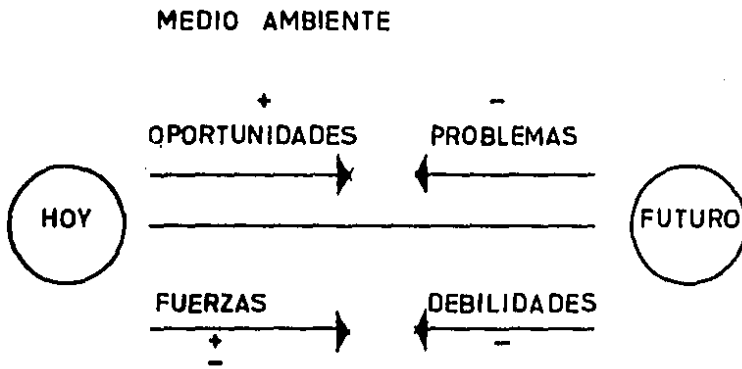 MEDIO AMBIENTE
+ -
OPORTUNIDADES PROBLEMAS
HOY FUTURO
FUERZAS DEBILIDADES
+ -
-